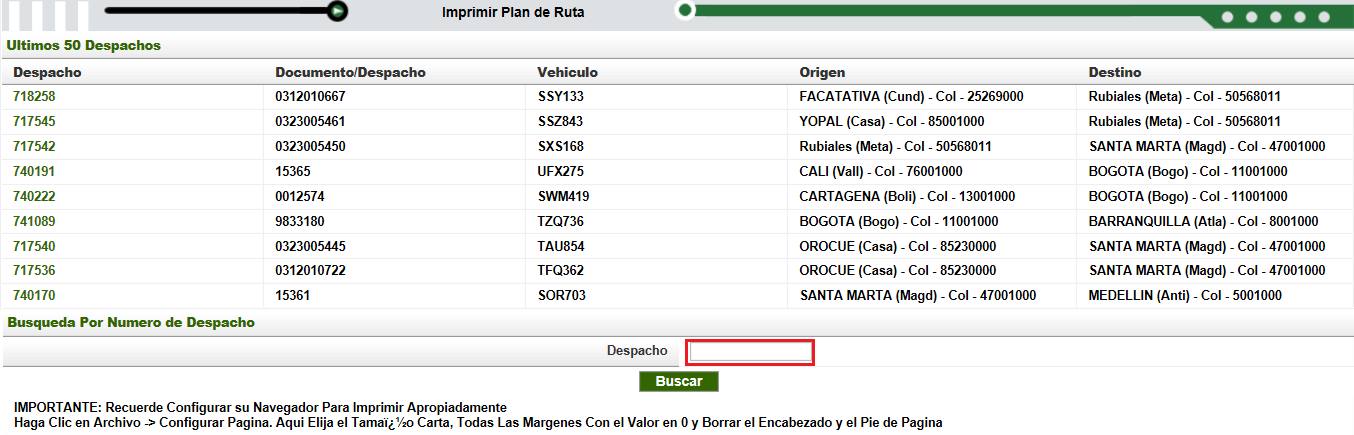 Imprimir Plan de Ruta
Ultimos 50 Despachos
Despacho Documento/Despacho Vehiculo Origen Destino
718258 0312010667 SSY133 FACATATIVA (Cund) - Col - 25269000 Rubiales (Meta) - Col - 50568011
717545 0323005461 SSZ843 YOPAL (Casa) - Col - 85001000 Rubiales (Meta) - Col - 50568011
717542 0323005450 SXS168 Rubiales (Meta) - Col - 50568011 SANTA MARTA (Magd) - Col - 47001000
740191 15365 UFX275 CALI (Vall) - Col - 76001000 BOGOTA (Bogo) - Col - 11001000
740222 0012574 SWM419 CARTAGENA (Boli) - Col - 13001000 BOGOTA (Bogo) - Col - 11001000
741089 9833180 TZQ736 BOGOTA (Bogo) - Col - 11001000 BARRANQUILLA (Atla) - Col - 8001000
717540 0323005445 TAU854 OROCUE (Casa) - Col - 85230000 SANTA MARTA (Magd) - Col - 47001000
717536 0312010722 TFQ362 OROCUE (Casa) - Col - 85230000 SANTA MARTA (Magd) - Col - 47001000
740170 15361 SOR703 SANTA MARTA (Magd) - Col - 47001000 MEDELLIN (Anti) - Col - 5001000
Busqueda Por Numero de Despacho
Despacho
Buscar
IMPORTANTE: Recuerde Configurar su Navegador Para Imprimir Apropiadamente
Haga Clic en Archivo -> Configurar Pagina. Aqui Elija el Tamaï¿½o Carta, Todas Las Margenes Con el Valor en 0 y Borrar el Encabezado y el Pie de Pagina